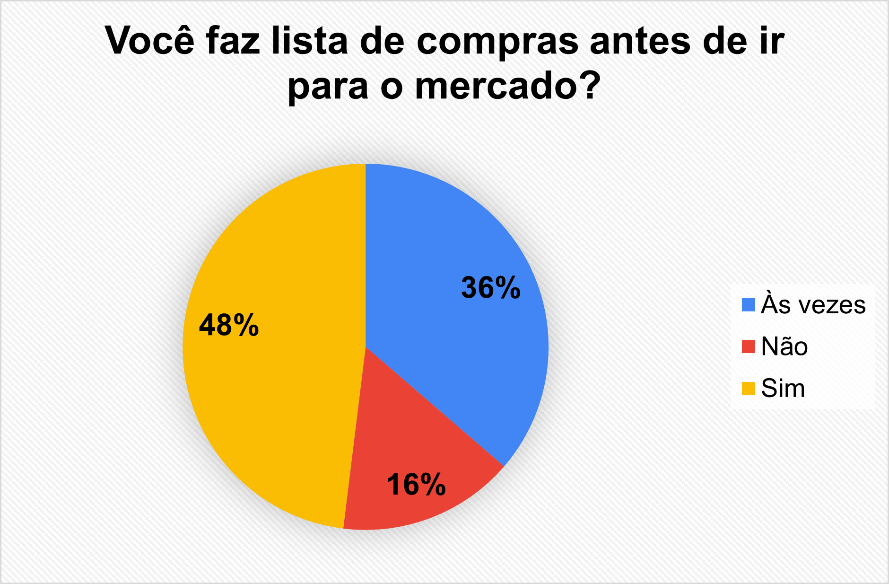 Você faz lista de compras antes de ir
para o mercado?
36%
48%
16%
Às vezes
Não
Sim